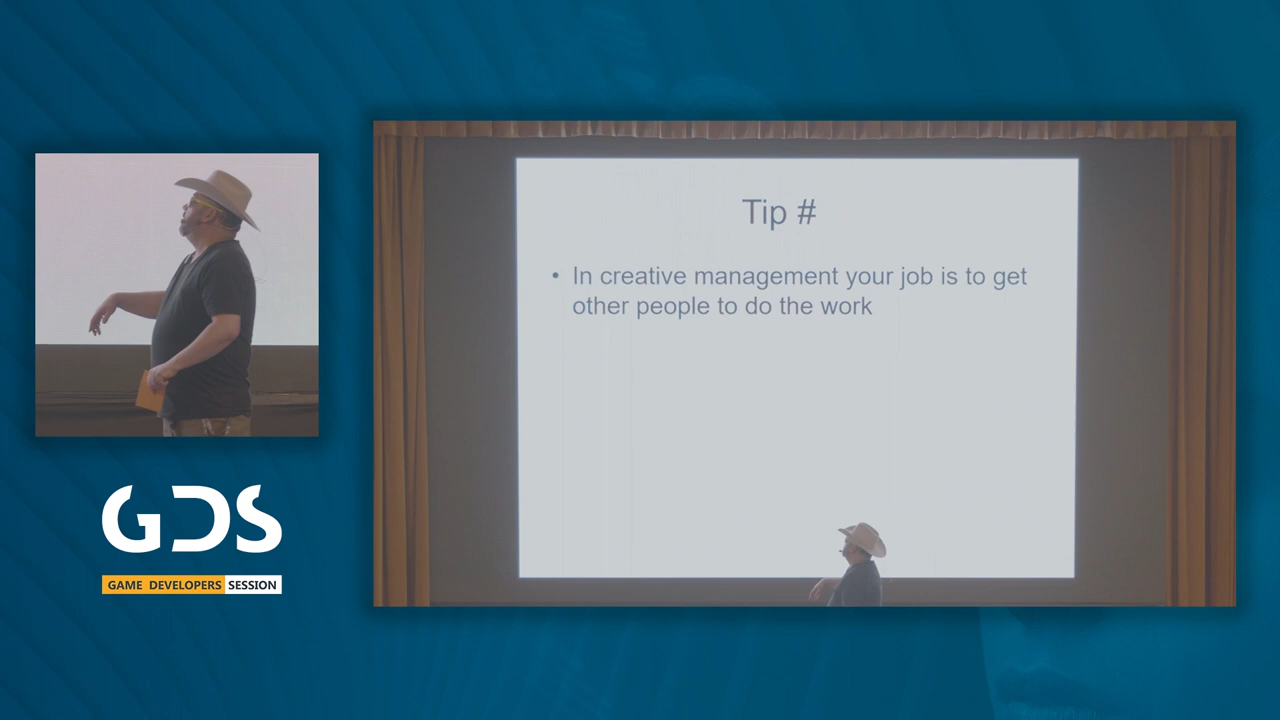 Tip #
• In creative management your job is to get
other people to do the work
GDS
GAME DEVELOPERS SESSION